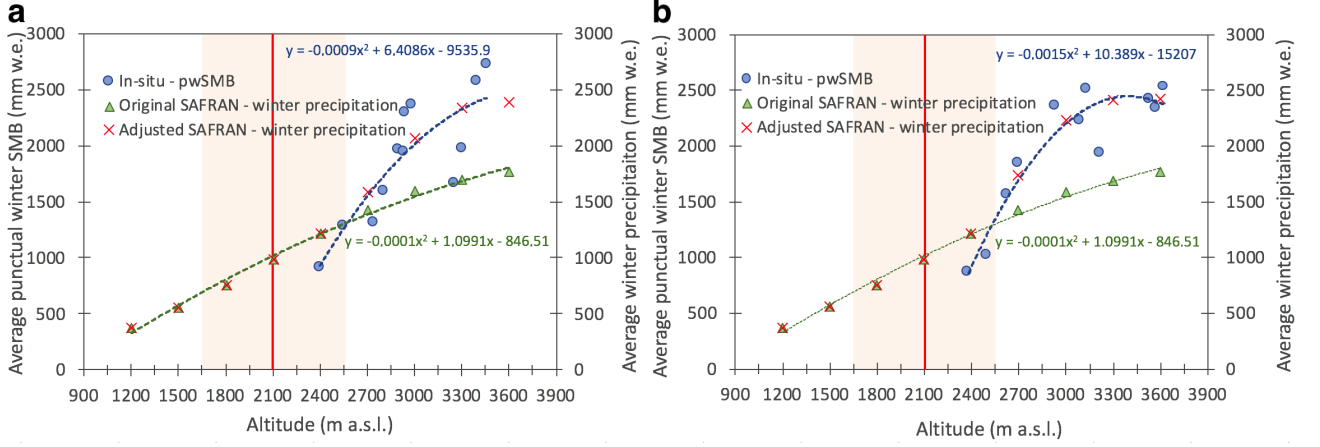 a
Average punctual winter SMB (mm w.e.)
3000
2500
2000
1500
1000
500
0
y = -0,0009x² + 6,4086x - 9535.9
In-situ - pwSMB
Original SAFRAN - winter precipitation
Adjusted SAFRAN - winter precipitation
y = -0,0001x² + 1,0991x - 846.51
3000
2500
2000
1500
1000
500
0
Average winter precipitaiton (mm w.e.)
900 1200 1500 1800 2100 2400 2700 3000 3300 3600 3900
Altitude (m a.s.l.)
b
Average punctual winter SMB (mm w.e.)
3000
2500
2000
1500
1000
500
0
y = -0.0015x² + 10.389x - 15207
In-situ - pwSMB
Original SAFRAN - winter precipitation
Adjusted SAFRAN - winter precipitation
y = -0,0001x² + 1.0991x - 846.51
3000
2500
2000
1500
1000
500
0
Average winter precipitation (mm w.e.)
900 1200 1500 1800 2100 2400 2700 3000 3300 3600 3900
Altitude (m a.s.l.)